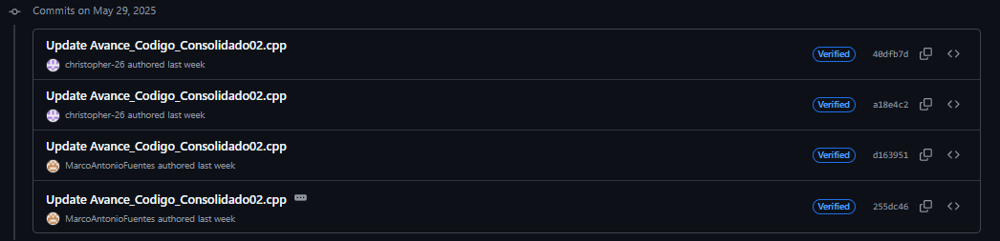 Commits on May 29, 2025
Update Avance_Codigo_Consolidado02.cpp
christopher-26 authored last week
Verified
40dfb7d
Update Avance_Codigo_Consolidado02.cpp
christopher-26 authored last week
Verified
a18e4c2
Update Avance_Codigo_Consolidado02.cpp
MarcoAntonioFuentes authored last week
Verified
d163951
Update Avance_Codigo_Consolidado02.cpp
MarcoAntonioFuentes authored last week
Verified
255dc46